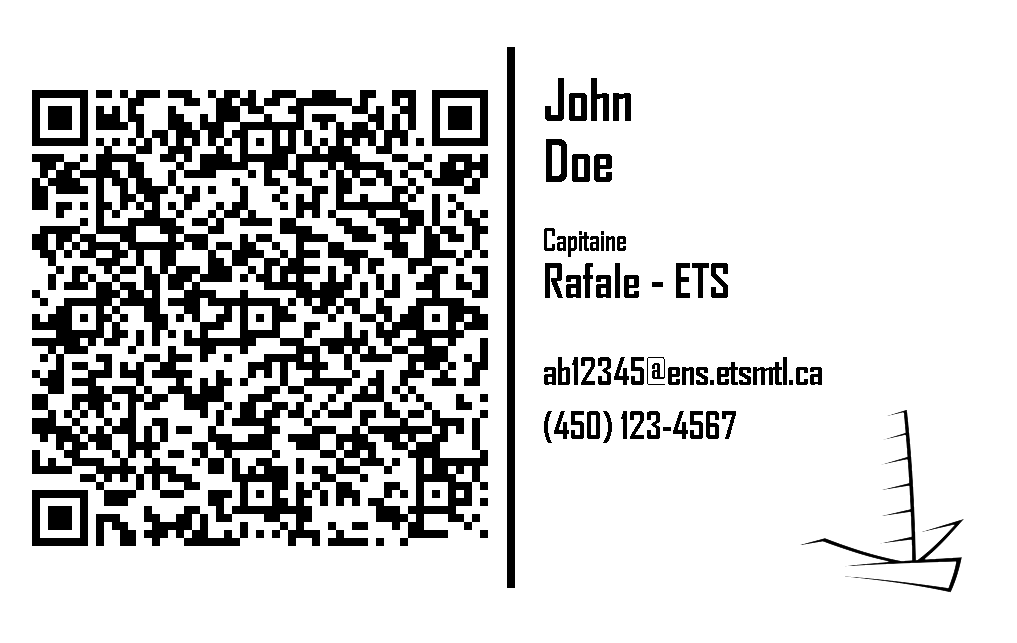 John
Doe
Capitaine
Rafale - ETS
ab12345@ens.etsmtl.ca
(450) 123-4567